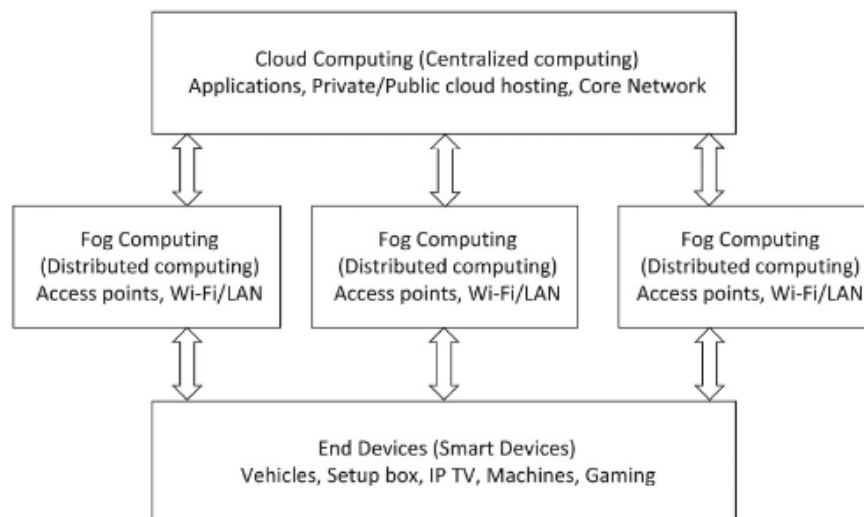 Cloud Computing (Centralized computing)
Applications, Private/Public cloud hosting, Core Network
Fog Computing
(Distributed computing)
Access points, Wi-Fi/LAN
Fog Computing
(Distributed computing)
Access points, Wi-Fi/LAN
Fog Computing
(Distributed computing)
Access points, Wi-Fi/LAN
End Devices (Smart Devices)
Vehicles, Setup box, IP TV, Machines, Gaming